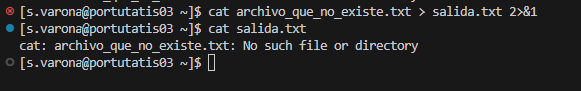 [s.varona@portutatis03 ~]$ cat archivo_que_no_existe.txt > salida.txt 2>&1
[s.varona@portutatis03 ~]$ cat salida.txt
cat: archivo_que_no_existe.txt: No such file or directory
[s.varona@portutatis03 ~]$